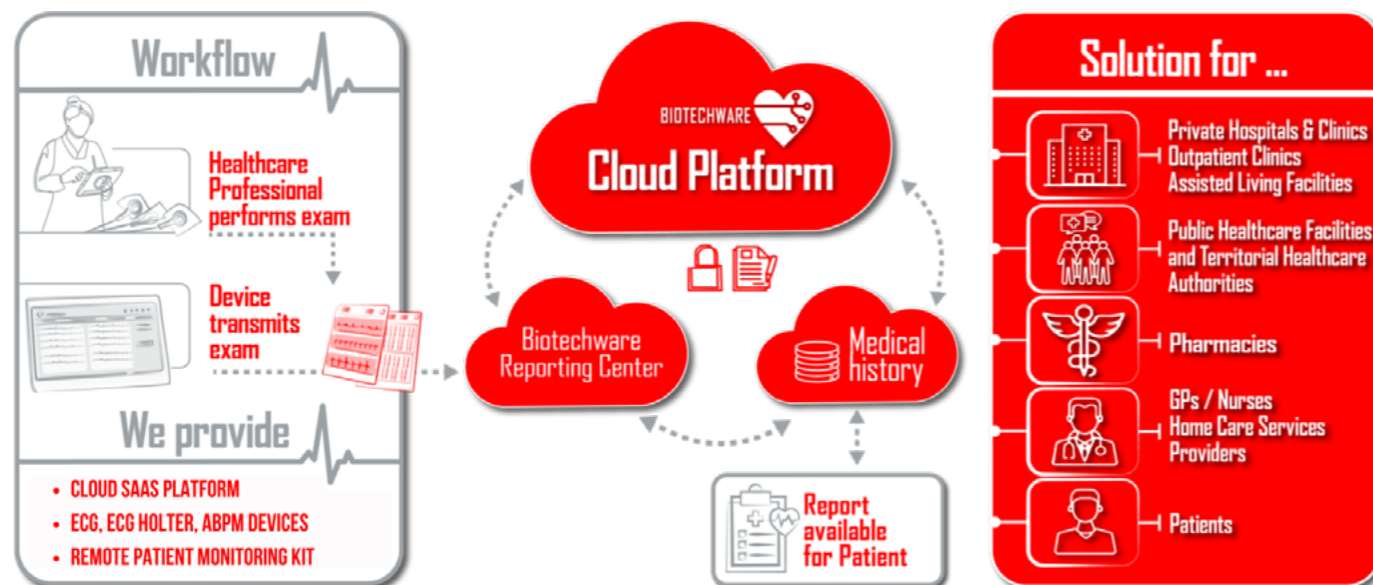 Workflow
Healthcare
Professional
performs exam
Device
transmits
exam
We provide
• CLOUD SAAS PLATFORM
• ECG, ECG HOLTER, ABPM DEVICES
• REMOTE PATIENT MONITORING KIT
BIOTECHWARE
Cloud Platform
Biotechware
Reporting Center
Medical
history
Report
available
for Patient
Solution for ...
Private Hospitals & Clinics
Outpatient Clinics
Assisted Living Facilities
Public Healthcare Facilities
and Territorial Healthcare
Authorities
Pharmacies
GPs / Nurses
Home Care Services
Providers
Patients